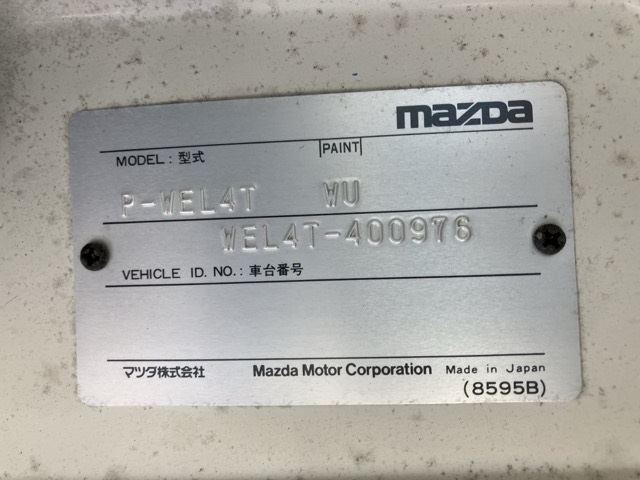 mazda
MODEL : 型式 PAINT
P-WEL4T WU
WEL4T-400976
VEHICLE ID. NO. : 車台番号
マツダ株式会社 Mazda Motor Corporation Made in Japan
(8595B)